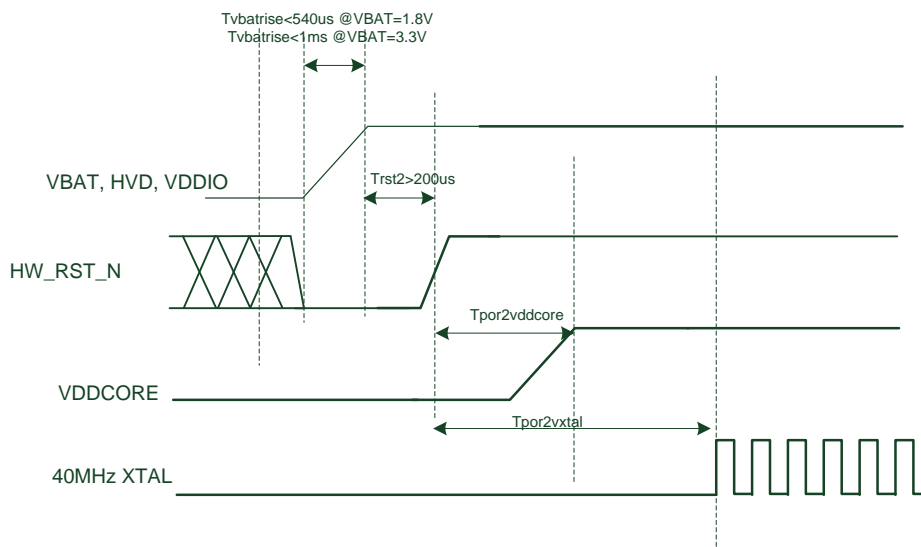 Tvbatrise<540us @VBAT=1.8V
Tvbatrise<1ms @VBAT=3.3V
VBAT, HVD, VDDIO
Trst2>200us
HW_RST_N
Tpor2vddcore
VDDCORE
Tpor2vxtal
40MHz XTAL